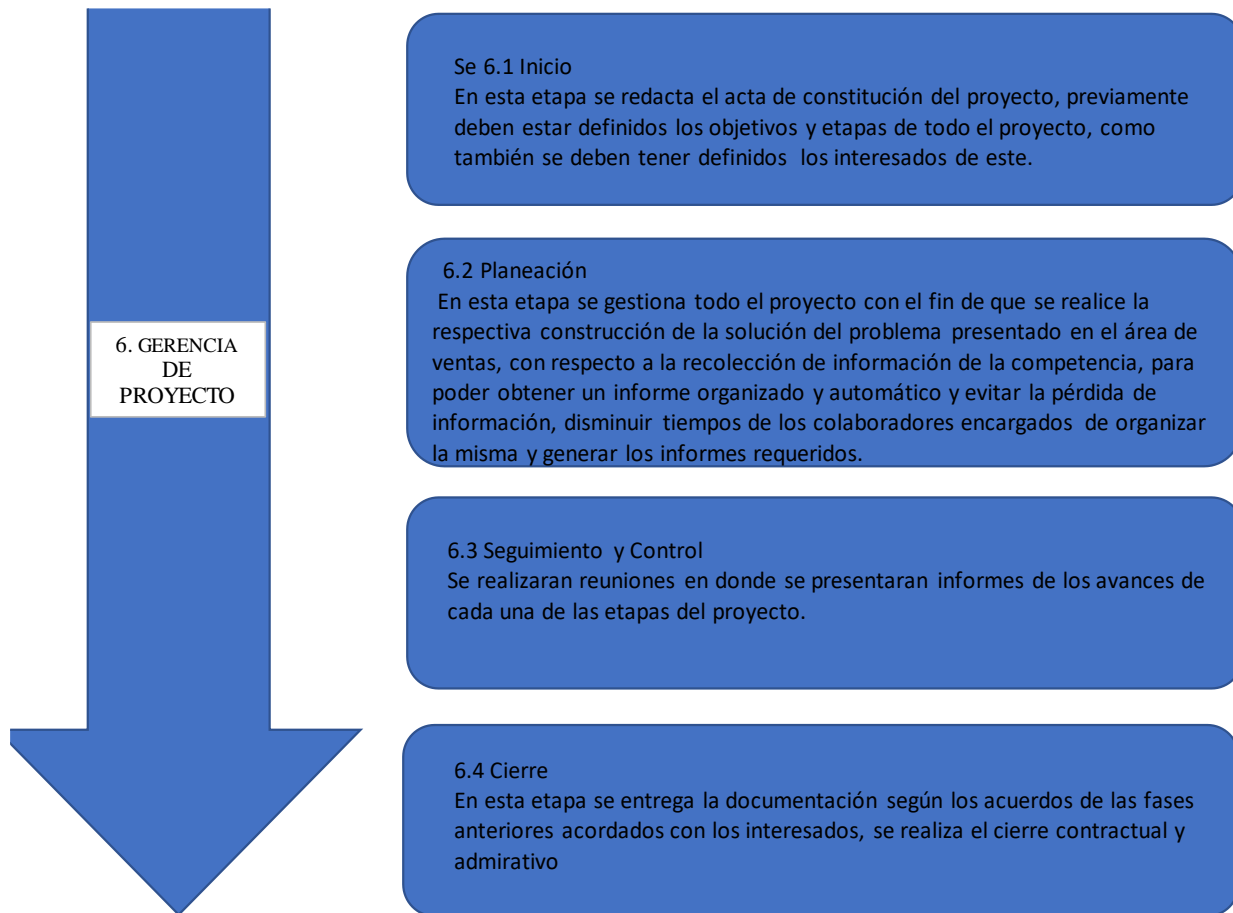 6. GERENCIA
DE
PROYECTO
Se 6.1 Inicio
En esta etapa se redacta el acta de constitución del proyecto, previamente
deben estar definidos los objetivos y etapas de todo el proyecto, como
también se deben tener definidos los interesados de este.
6.2 Planeación
En esta etapa se gestiona todo el proyecto con el fin de que se realice la
respectiva construcción de la solución del problema presentado en el área de
ventas, con respecto a la recolección de información de la competencia, para
poder obtener un informe organizado y automático y evitar la pérdida de
información, disminuir tiempos de los colaboradores encargados de organizar
la misma y generar los informes requeridos.
6.3 Seguimiento y Control
Se realizaran reuniones en donde se presentaran informes de los avances de
cada una de las etapas del proyecto.
6.4 Cierre
En esta etapa se entrega la documentación según los acuerdos de las fases
anteriores acordados con los interesados, se realiza el cierre contractual y
admirativo